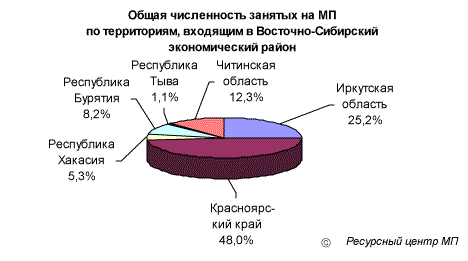 Общая численность занятых на МП
по территориям, входящим в Восточно-Сибирский
экономический район
Республика
Тыва
1,1%
Читинская
область
12,3%
Республика
Бурятия
8,2%
Иркутская
область
25,2%
Республика
Хакасия
5,3%
Красноярс-
кий край
48,0%
© Ресурсный центр МП